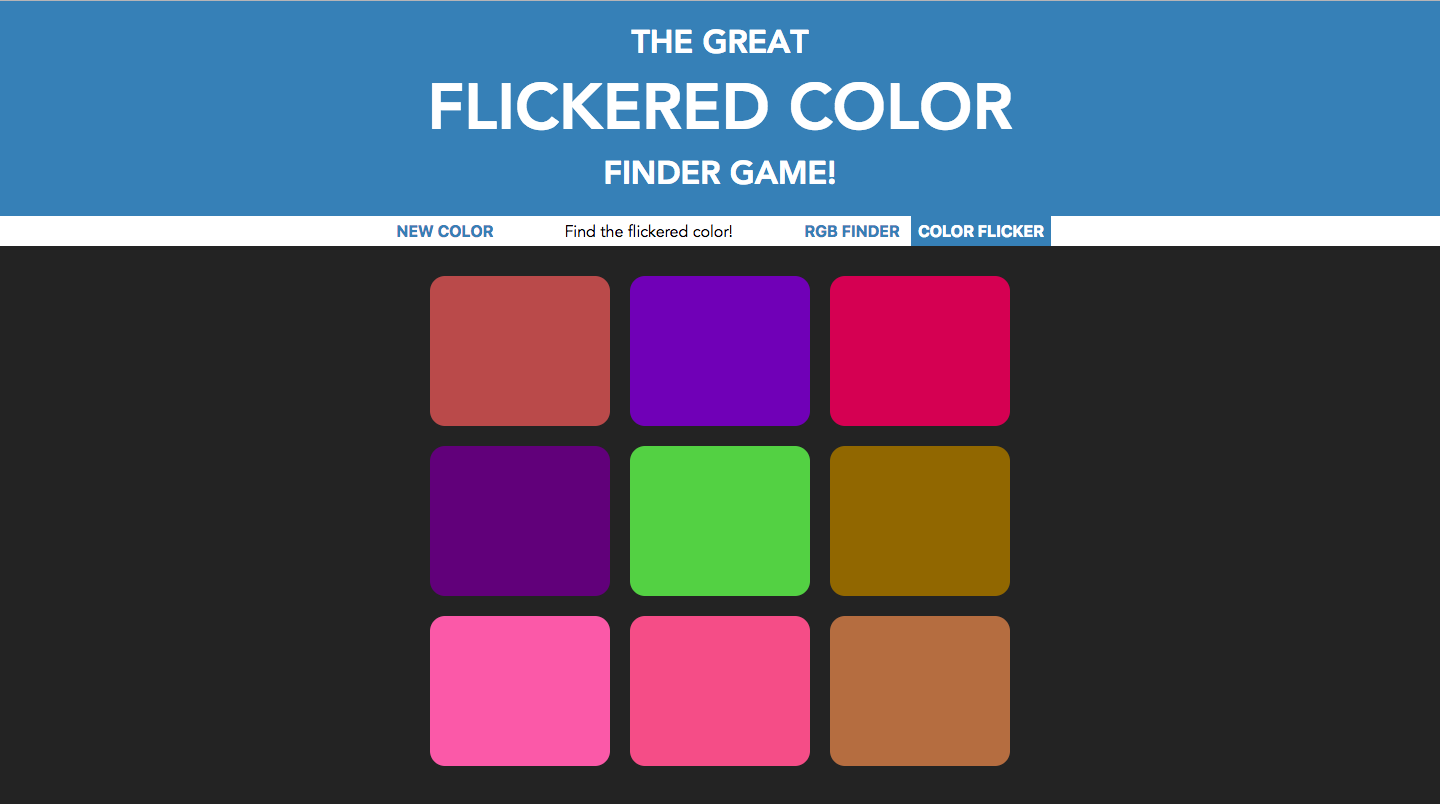 THE GREAT
FLICKERED COLOR
FINDER GAME!
NEW COLOR Find the flickered color! RGB FINDER COLOR FLICKER